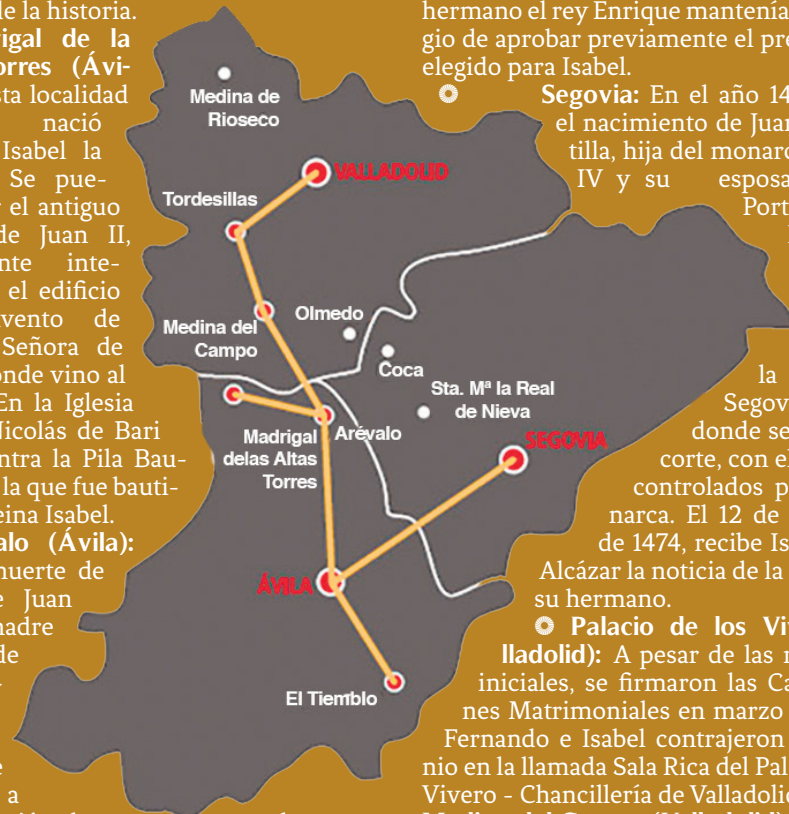 de la historia.
rigal de la
orres (Ávi-
sta localidad
nació
Isabel la
Se pue-
r el antiguo
de Juan II,
nte inte-
el edificio
vento de
Señora de
onde vino al
En la Iglesia
Nicolás de Bari
ntra la Pila Bau-
la que fue bauti-
eina Isabel.
alo (Ávila):
muerte de
e Juan
nadre
de
e
a
Medina de
Rioseco
VALLADOLID
Tordesillas
Medina del
Campo
Olmedo
Coca
Sta. Mª la Real
de Nieva
Madrigal
delas Altas
Torres
Arévalo
SEGOVIA
ÁVILA
El Tiemblo
hermano el rey Enrique mantenía
gio de aprobar previamente el pre
elegido para Isabel.
Segovia: En el año 14
el nacimiento de Juan
tilla, hija del monarc
IV y su esposa
Port
la
Segov
donde se
corte, con el
controlados p
narca. El 12 de
de 1474, recibe Is
Alcázar la noticia de la
su hermano.
Palacio de los Viv
lladolid): A pesar de las r
iniciales, se firmaron las Ca
nes Matrimoniales en marzo
Fernando e Isabel contrajeron
nio en la llamada Sala Rica del Pal
Vivero - Chancillería de Valladolid